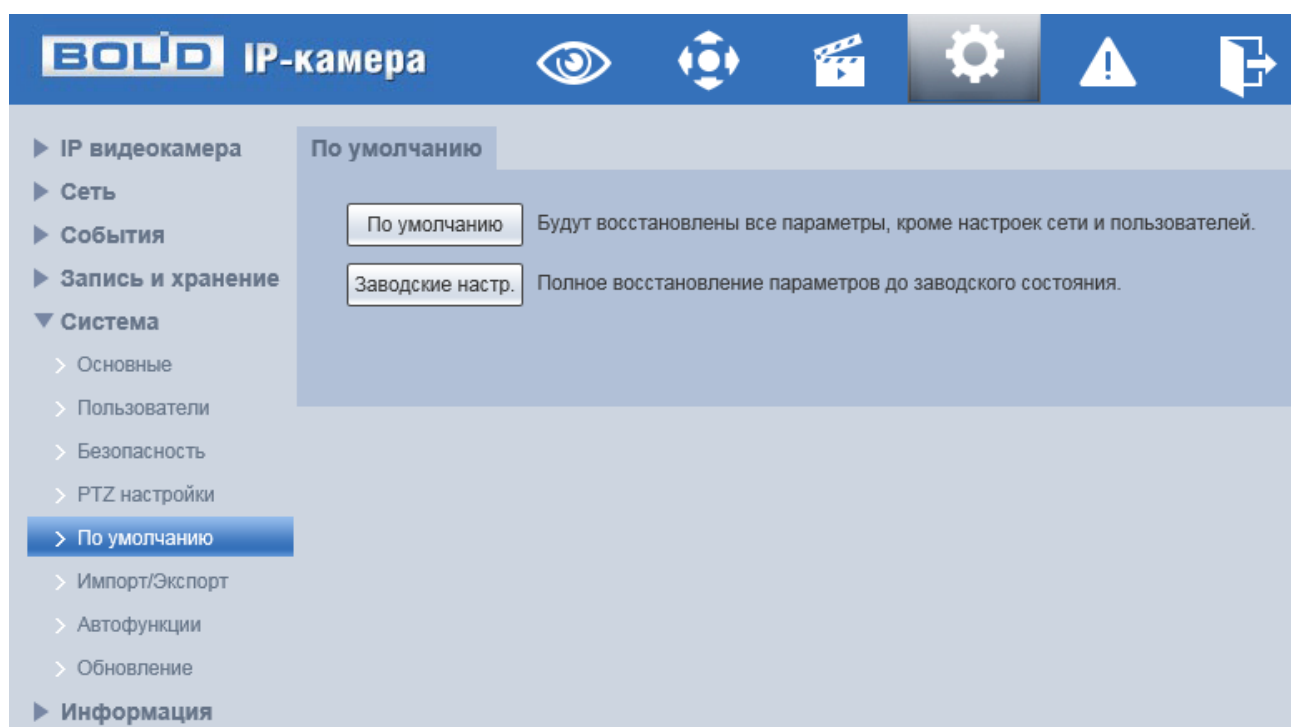 BOLID IP-камера
IP видеокамера
Сеть
События
Запись и хранение
Система
Основные
Пользователи
Безопасность
PTZ настройки
По умолчанию
Импорт/Экспорт
Автофункции
Обновление
Информация
По умолчанию
По умолчанию Будут восстановлены все параметры, кроме настроек сети и пользователей.
Заводские настр. Полное восстановление параметров до заводского состояния.